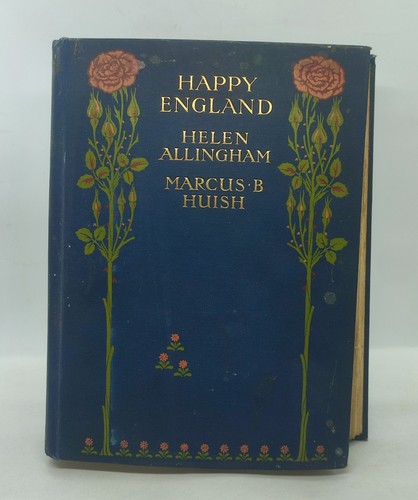 HAPPY
ENGLAND
HELEN
ALLINGHAM
MARCUS·B
HUISH